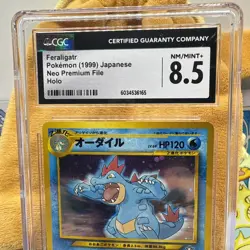 CGC
CERTIFIED GUARANTY COMPANY
Feraligatr
Pokémon (1999) Japanese
Neo Premium File
Holo
6034536165
NM/MINT+
8.5
オーダイル
HP120